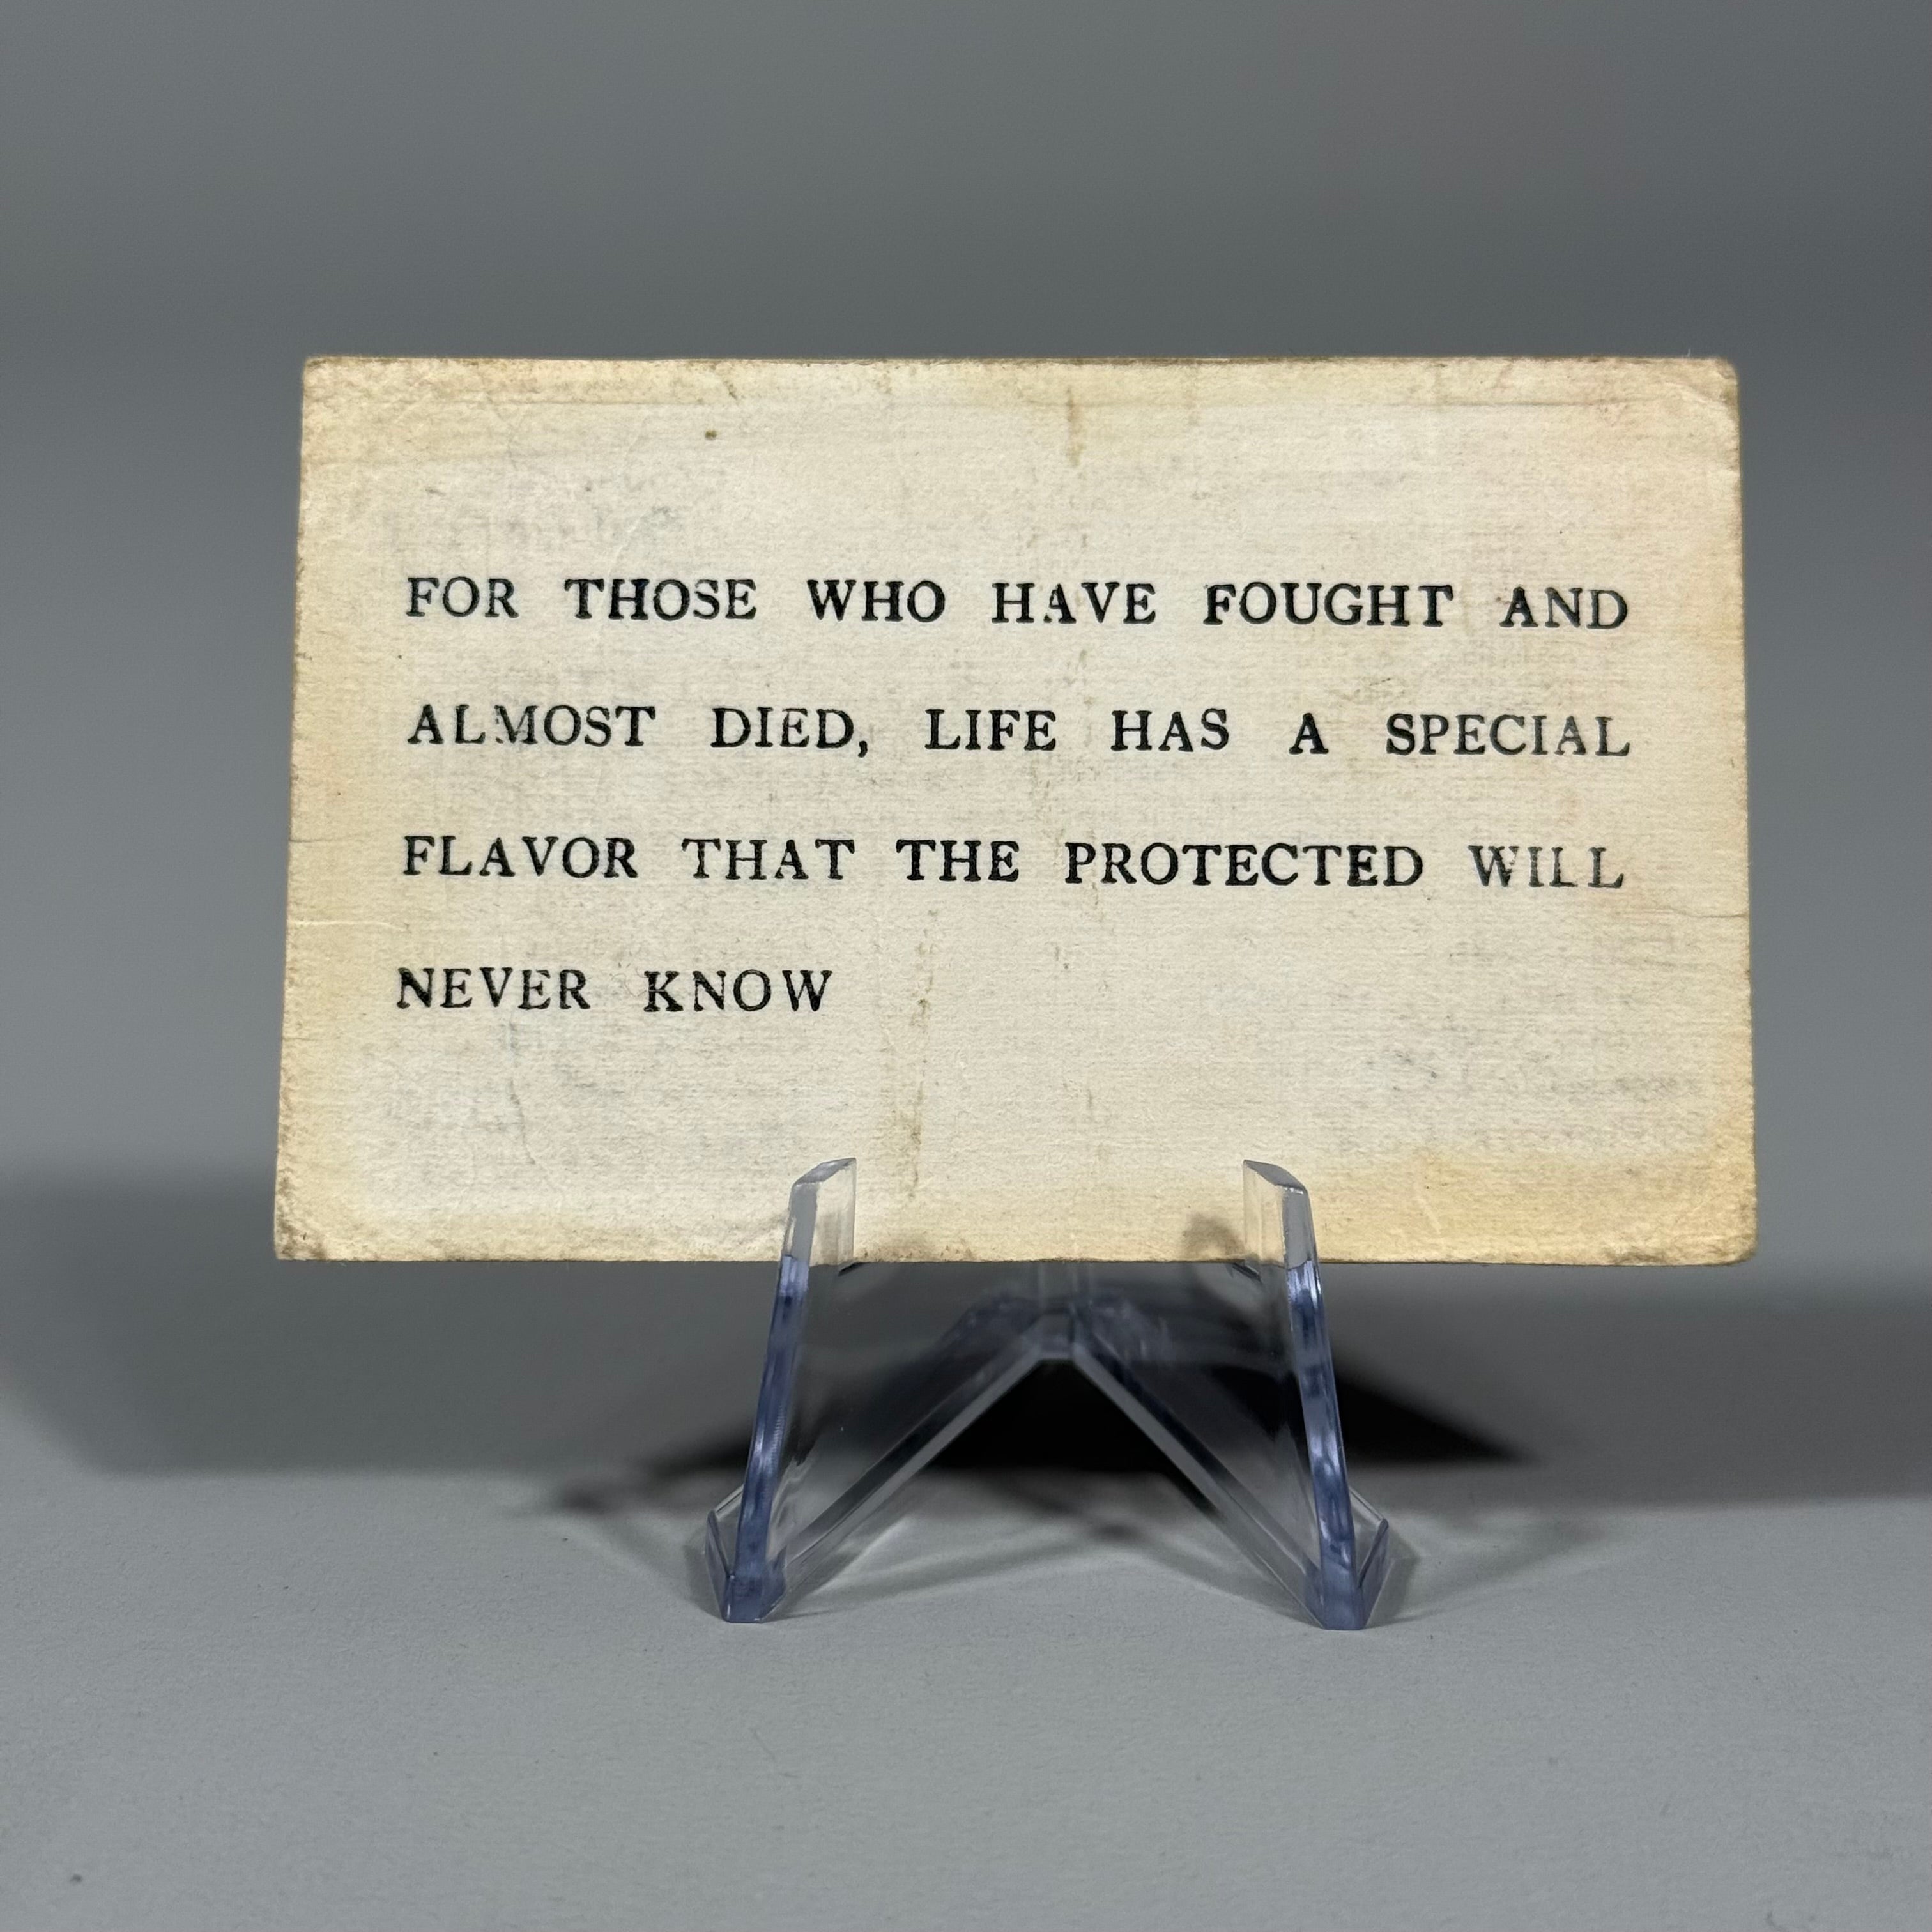 FOR THOSE WHO HAVE FOUGHT AND
ALMOST DIED, LIFE HAS A SPECIAL
FLAVOR THAT THE PROTECTED WILL
NEVER KNOW